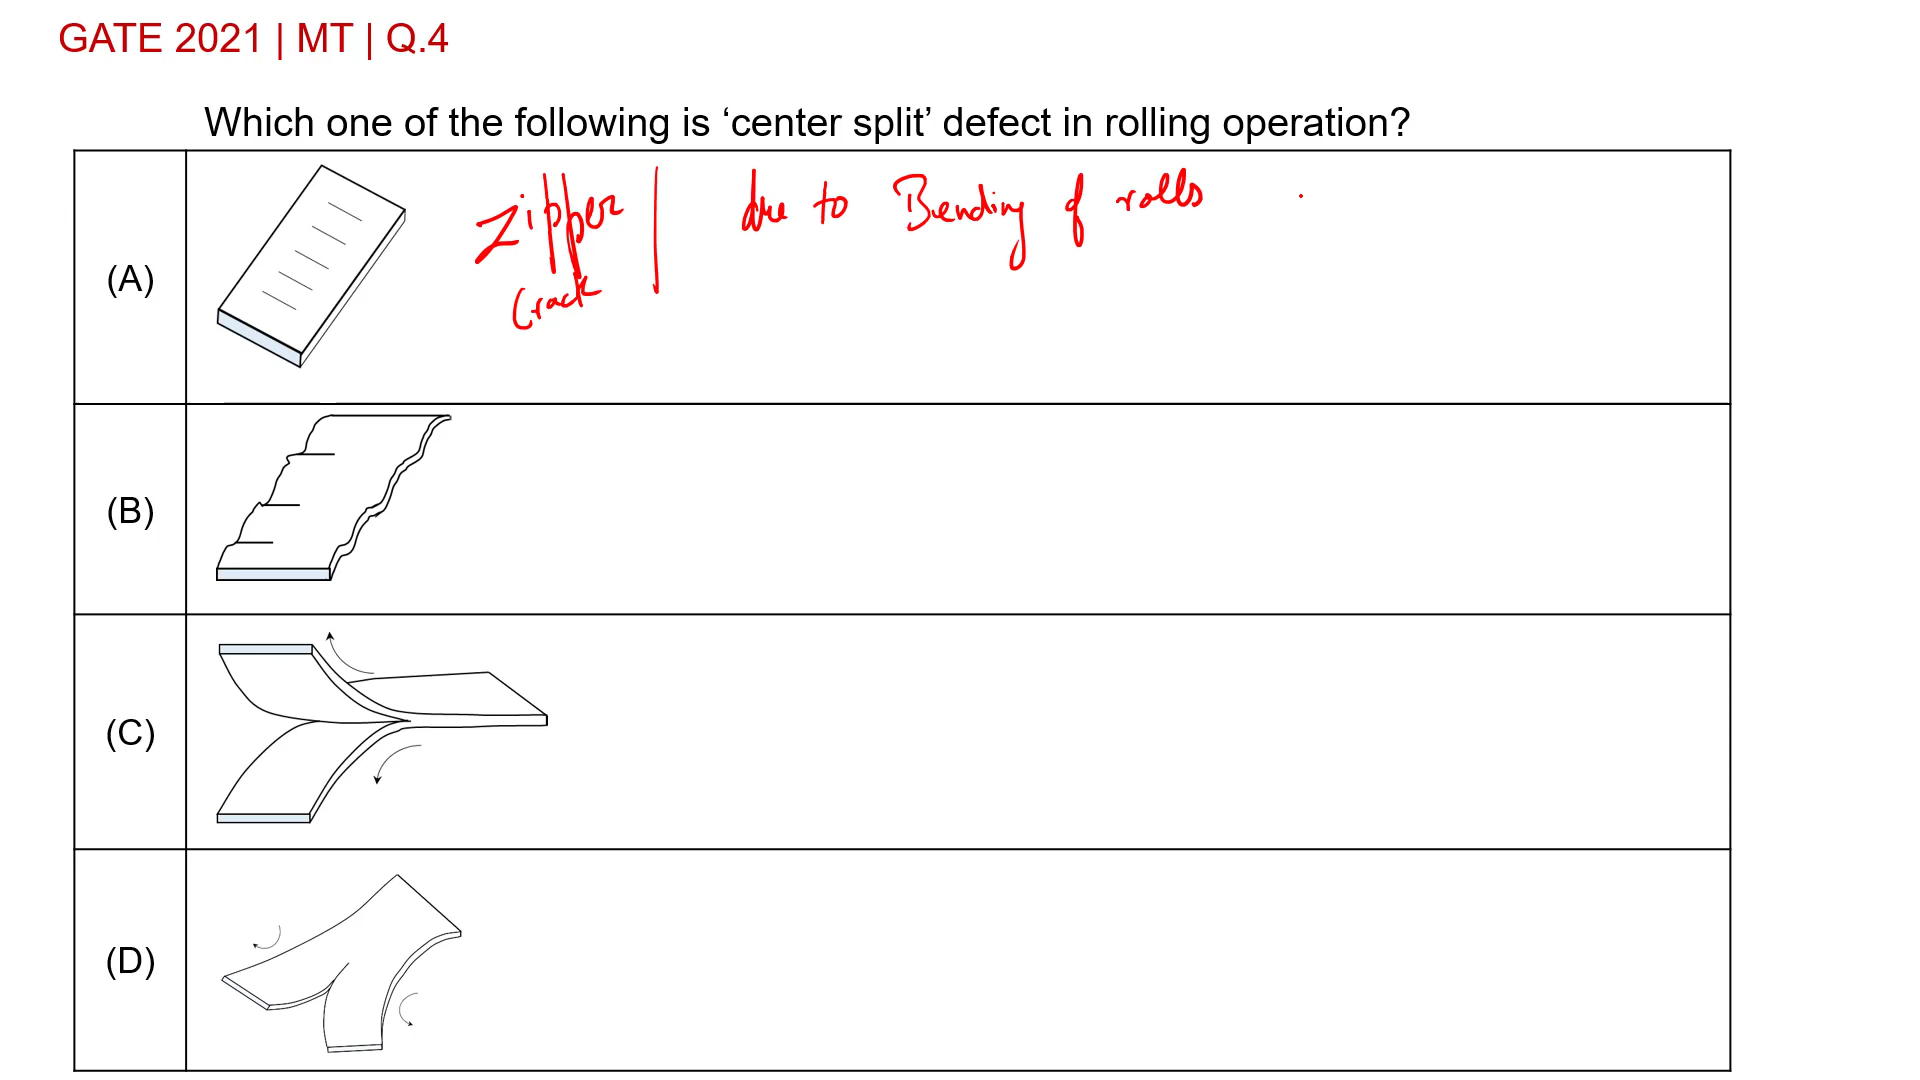 GATE 2021 | MT | Q.4
Which one of the following is ‘center split’ defect in rolling operation?
(A)
Zipper | due to Bending of rolls
Crack
(B)
(C)
(D)